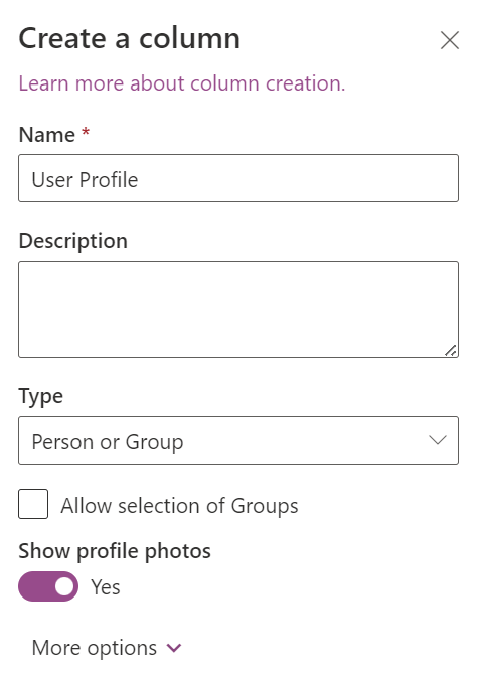 Create a column
Learn more about column creation.
Name *
User Profile
Description
Type
Person or Group
Allow selection of Groups
Show profile photos
Yes
More options